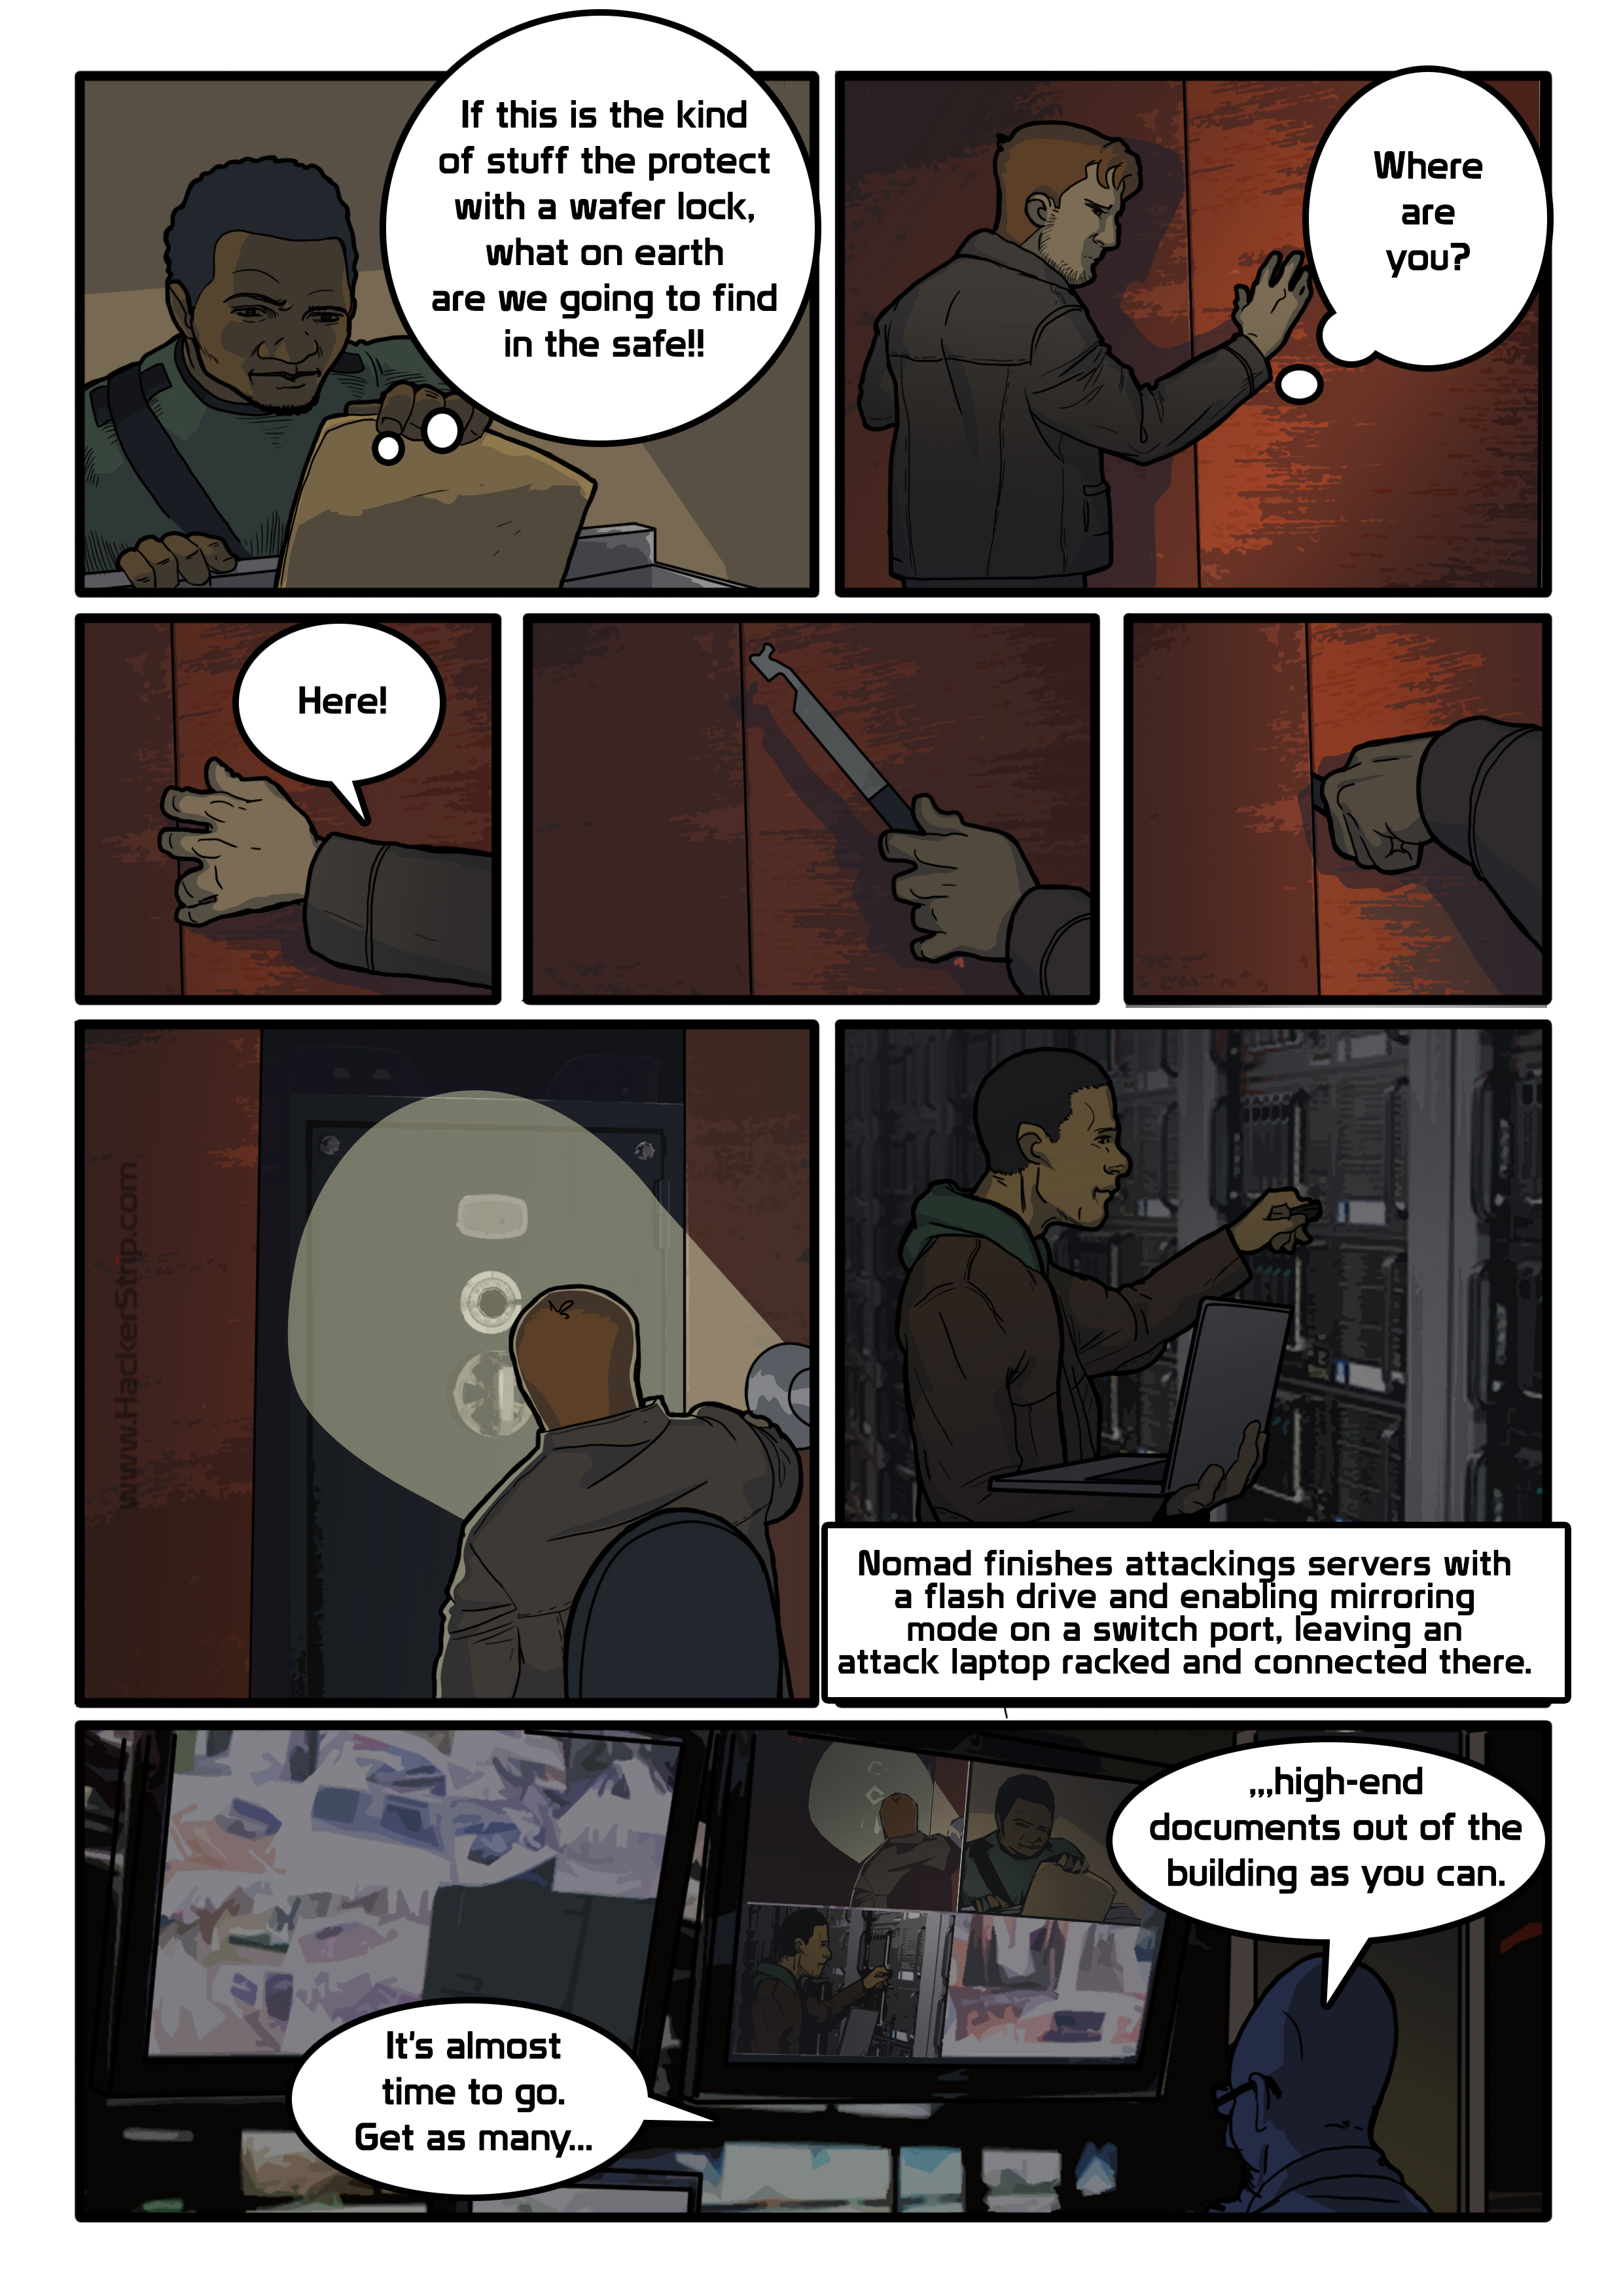 If this is the kind
of stuff the protect
with a wafer lock,
what on earth
are we going to find
in the safe!!
Where
are
you?
Here!
www.HackerStrip.com
Nomad finishes attackings servers with
a flash drive and enabling mirroring
mode on a switch port, leaving an
attack laptop racked and connected there.
It's almost
time to go.
Get as many...
,,,high-end
documents out of the
building as you can.